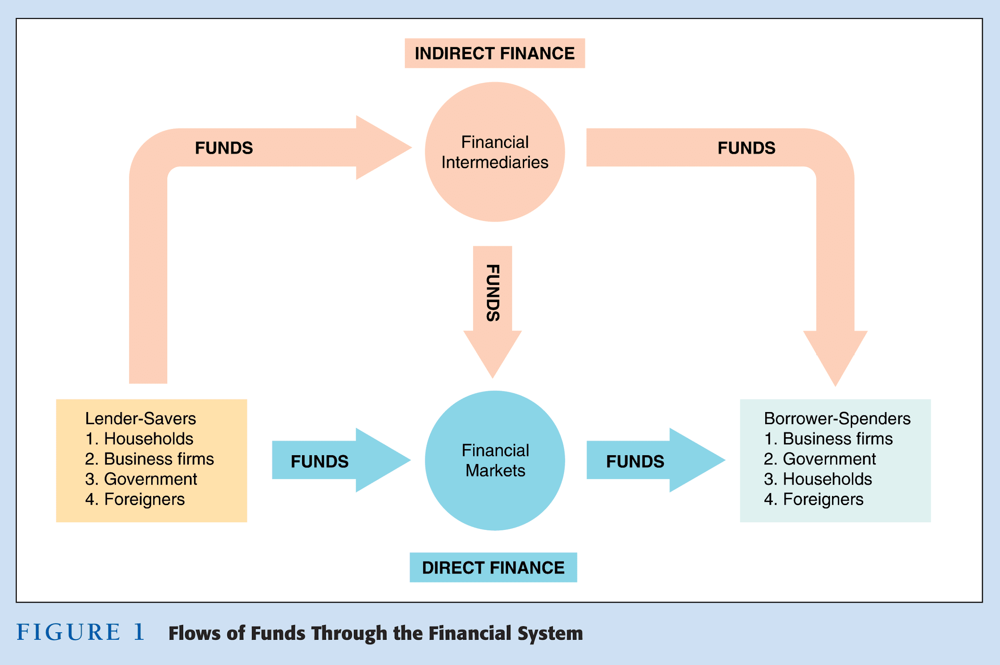 INDIRECT FINANCE
Financial
Intermediaries
FUNDS
FUNDS
FUNDS
Lender-Savers
1. Households
2. Business firms
3. Government
4. Foreigners
FUNDS
Financial
Markets
FUNDS
Borrower-Spenders
1. Business firms
2. Government
3. Households
4. Foreigners
DIRECT FINANCE
FIGURE 1 Flows of Funds Through the Financial System